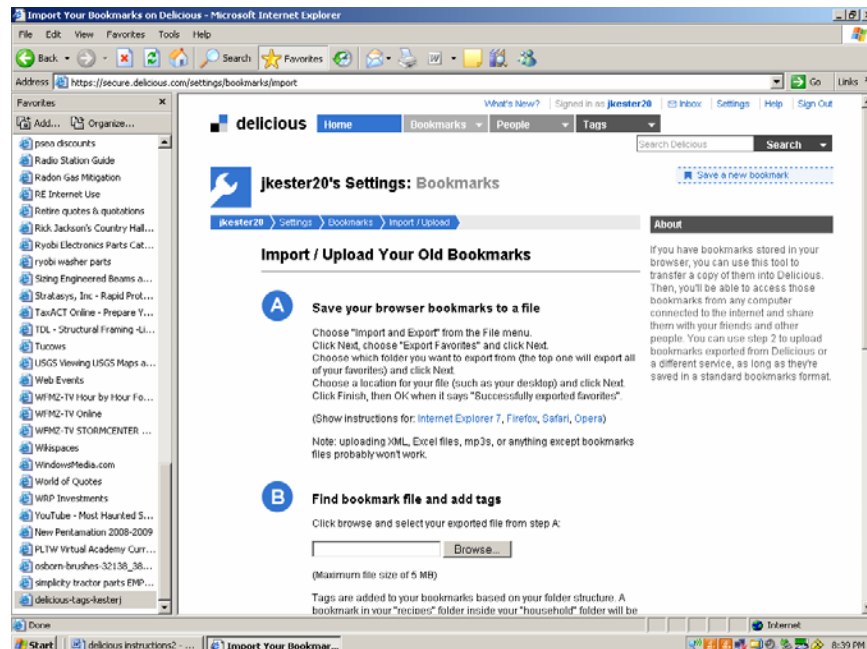 Import Your Bookmarks on Delicious - Microsoft Internet Explorer
File Edit View Favorites Tools Help
Back Search Favorites
Address https://secure.delicious.com/settings/bookmarks/import Go Links
Favorites x
Add... Organize...
psea discounts
Radio Station Guide
Radon Gas Mitigation
RE Internet Use
Retire quotes & quotations
Rick Jackson's Country Hall...
Ryobi Electronics Parts Cat...
ryobi washer parts
Sizing Engineered Beams a...
Stratasys, Inc - Rapid Prot...
TaxACT Online - Prepare Y...
TDL - Structural Framing -Li...
Tucows
USGS Viewing USGS Maps a...
Web Events
WFMZ-TV Hour by Hour Fo...
WFMZ-TV Online
WFMZ-TV STORMCENTER ...
Wikispaces
WindowsMedia.com
World of Quotes
WRP Investments
YouTube - Most Haunted S...
New Pentamation 2008-2009
PLTW Virtual Academy Curr...
osborn-brushes-32138_38...
simplicity tractor parts EMP...
delicious-tags-kesterj
What's New? Signed in as jkester20 Inbox Settings Help Sign Out
delicious Home Bookmarks People Tags
Search Delicious Search
jkester20's Settings: Bookmarks
Save a new bookmark
jkester20 Settings Bookmarks Import / Upload
Import / Upload Your Old Bookmarks
A Save your browser bookmarks to a file
Choose "Import and Export" from the File menu.
Click Next, choose "Export Favorites" and click Next.
Choose which folder you want to export from (the top one will export all
of your favorites) and click Next.
Choose a location for your file (such as your desktop) and click Next.
Click Finish, then OK when it says "Successfully exported favorites".
(Show instructions for: Internet Explorer 7, Firefox, Safari, Opera)
Note: uploading XML, Excel files, mp3s, or anything except bookmarks
files probably won't work.
B Find bookmark file and add tags
Click browse and select your exported file from step A:
Browse...
(Maximum file size of 5 MB)
Tags are added to your bookmarks based on your folder structure. A
bookmark in your "recipes" folder inside your "household" folder will be
About
If you have bookmarks stored in your
browser, you can use this tool to
transfer a copy of them into Delicious.
Then, you'll be able to access those
bookmarks from any computer
connected to the internet and share
them with your friends and other
people. You can use step 2 to upload
bookmarks exported from Delicious or
a different service, as long as they're
saved in a standard bookmarks format.
Done Internet
Start delicious instructions2 - ... Import Your Bookmar... 8:39 PM